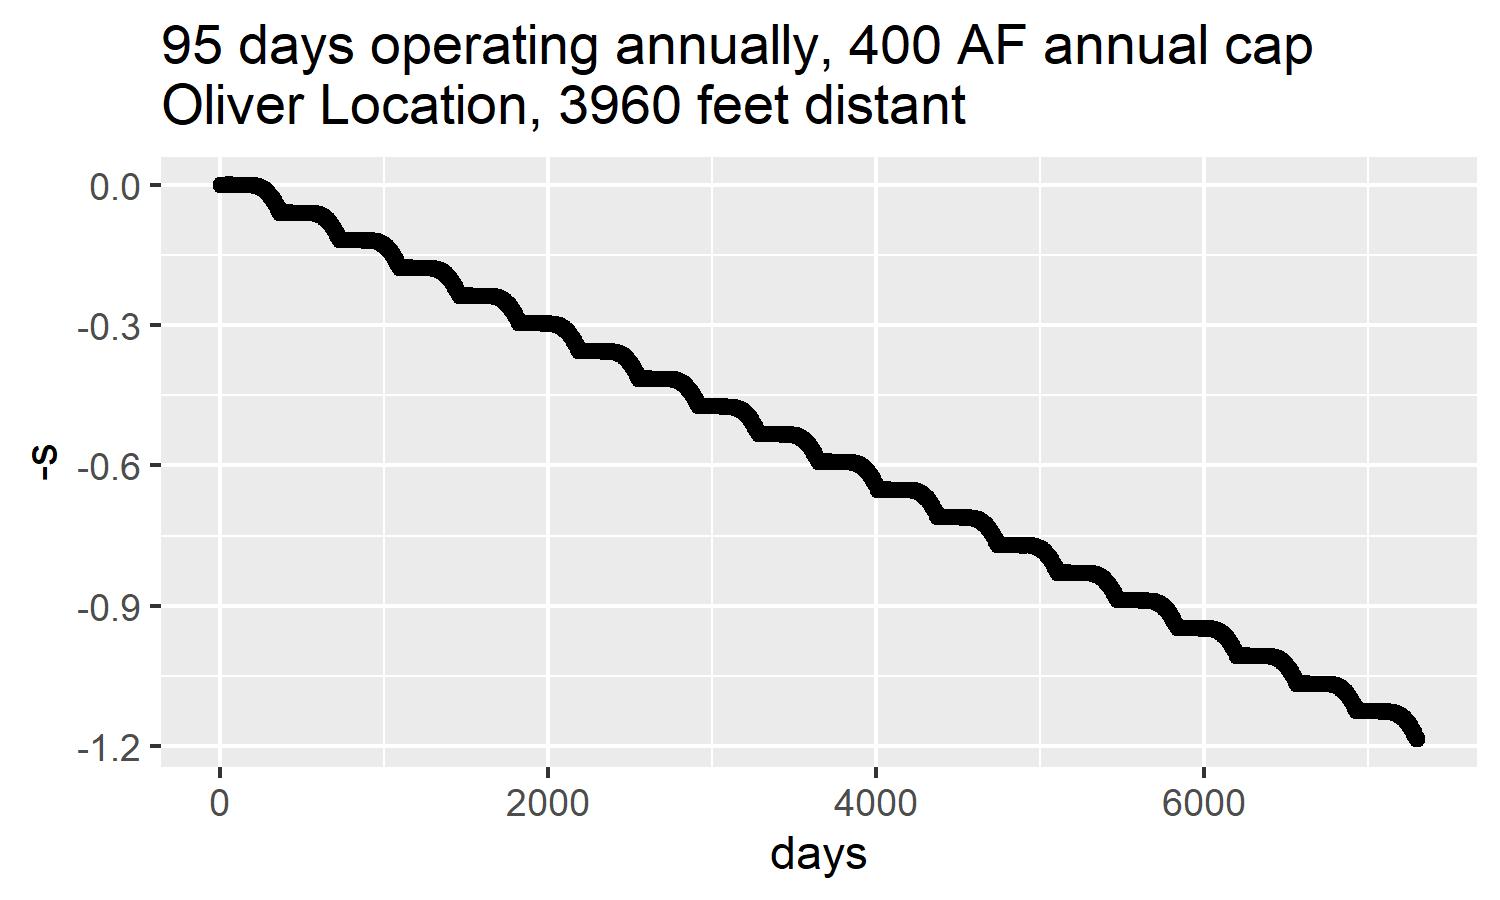 95 days operating annually, 400 AF annual cap
Oliver Location, 3960 feet distant
0.0
-0.3
-0.6
-0.9
-1.2
-s
0
2000
4000
6000
days